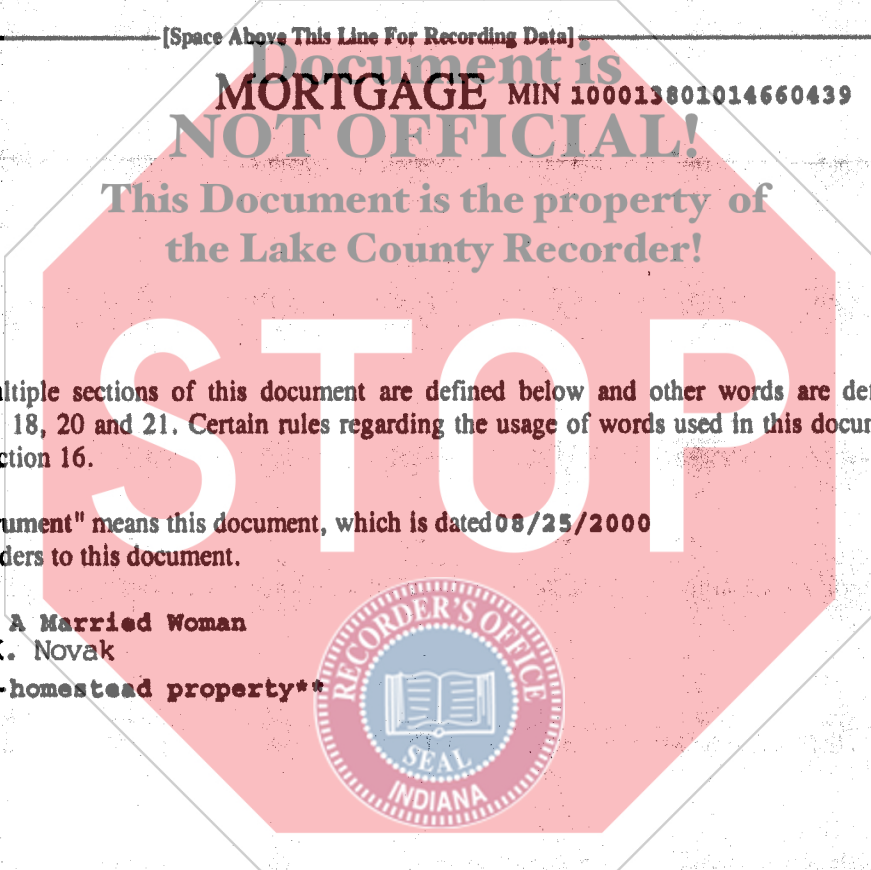 [Space Above This Line For Recording Data]
Document is
MORTGAGE MIN 100013801014660439
NOT OFFICIAL!
This Document is the property of
the Lake County Recorder!
STOP
ltiple sections of this document are defined below and other words are def
18, 20 and 21. Certain rules regarding the usage of words used in this docu
ction 16.
ument" means this document, which is dated 08/25/2000
ders to this document.
A Married Woman
K. Novak
-homestead property**
RECORDER'S OFFICE
SEAL
INDIANA